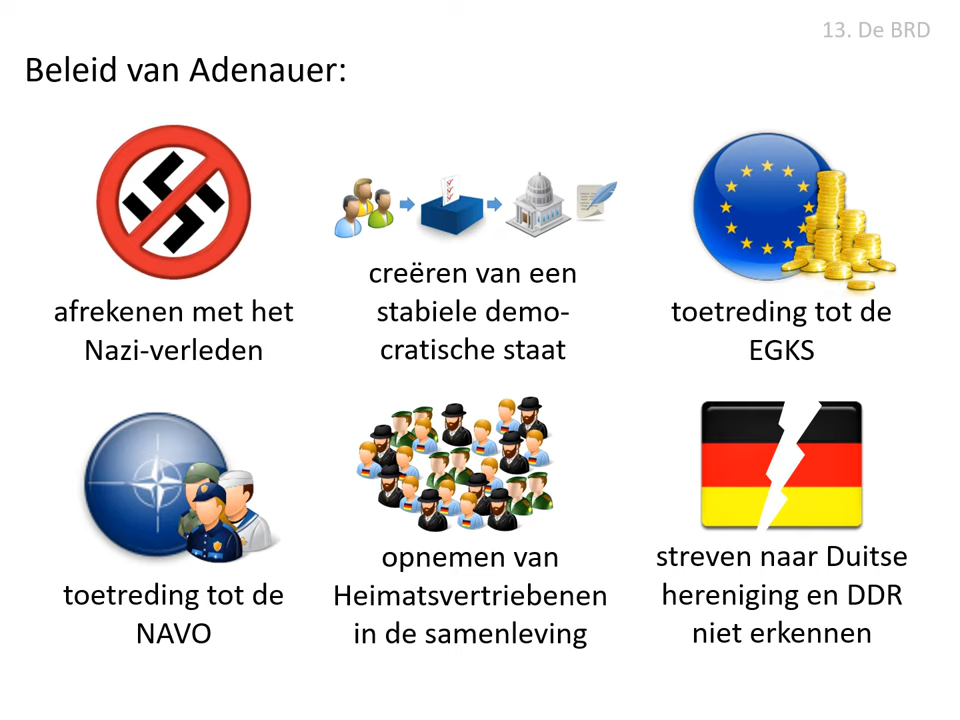 13. De BRD
Beleid van Adenauer:
afrekenen met het
Nazi-verleden
creëren van een
stabiele demo-
cratische staat
toetreding tot de
EGKS
toetreding tot de
NAVO
opnemen van
Heimatsvertriebenen
in de samenleving
streven naar Duitse
hereniging en DDR
niet erkennen